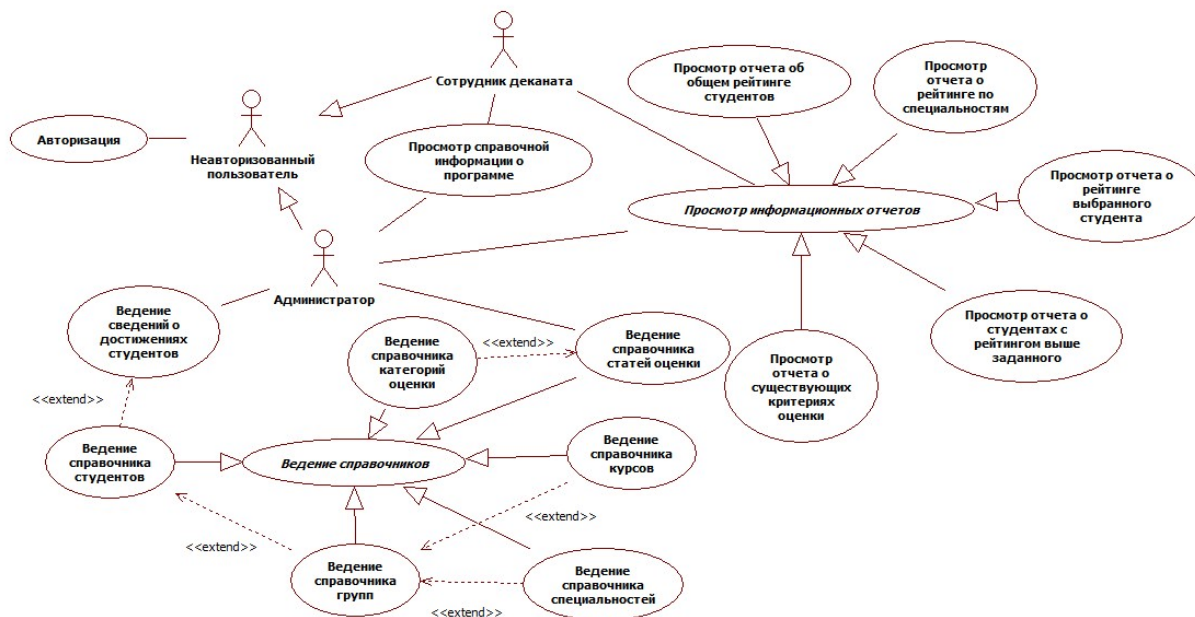 Сотрудник деканата
Просмотр отчета об
общем рейтинге
студентов
Просмотр
отчета о
рейтинге по
специальностям
Авторизация
Неавторизованный
пользователь
Просмотр справочной
информации о
программе
Просмотр информационных отчетов
Просмотр отчета о
рейтинге
выбранного
студента
Администратор
Ведение
сведений о
достижениях
студентов
Ведение
справочника
категорий
оценки
<<extend>>
Ведение
справочника
статей оценки
Просмотр
отчета о
существующих
критериях
оценки
Просмотр отчета о
студентах с
рейтингом выше
заданного
<<extend>>
Ведение
справочника
студентов
Ведение справочников
Ведение
справочника
курсов
<<extend>>
<<extend>>
Ведение
справочника
групп
<<extend>>
Ведение
справочника
специальностей